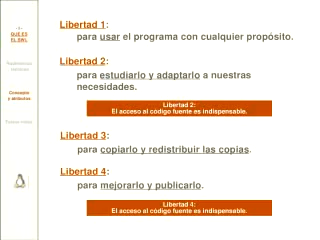 -1-
QUÉ ES
EL SWL
Concepto
y abstractos
Libertad 1:
para usar el programa con cualquier propósito.
Libertad 2:
para estudiarlo y adaptarlo a nuestras
necesidades.
Libertad 2:
El acceso al código fuente es indispensable.
Libertad 3:
para copiarlo y redistribuir las copias.
Libertad 4:
para mejorarlo y publicarlo.
Libertad 4:
El acceso al código fuente es indispensable.